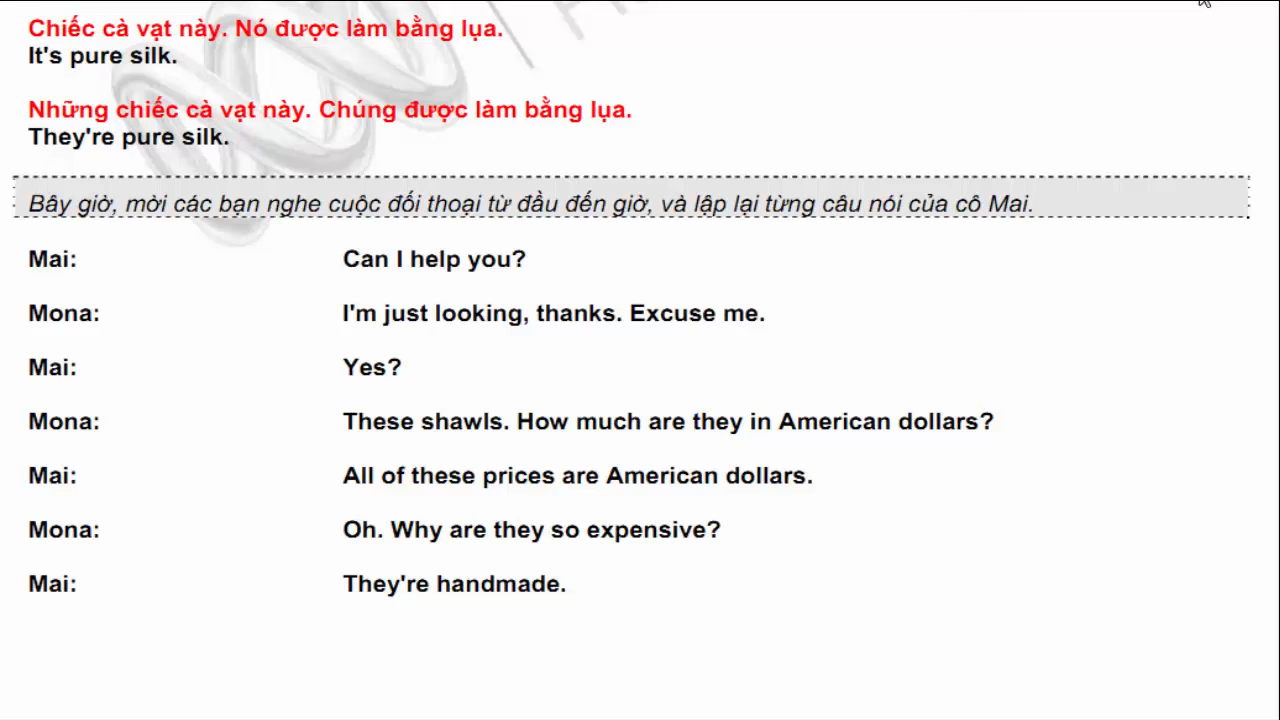 Chiếc cà vạt này. Nó được làm bằng lụa.
It's pure silk.
Những chiếc cà vạt này. Chúng được làm bằng lụa.
They're pure silk.
Bây giờ, mời các bạn nghe cuộc đối thoại từ đầu đến giờ, và lập lại từng câu nói của cô Mai.
Mai: Can I help you?
Mona: I'm just looking, thanks. Excuse me.
Mai: Yes?
Mona: These shawls. How much are they in American dollars?
Mai: All of these prices are American dollars.
Mona: Oh. Why are they so expensive?
Mai: They're handmade.